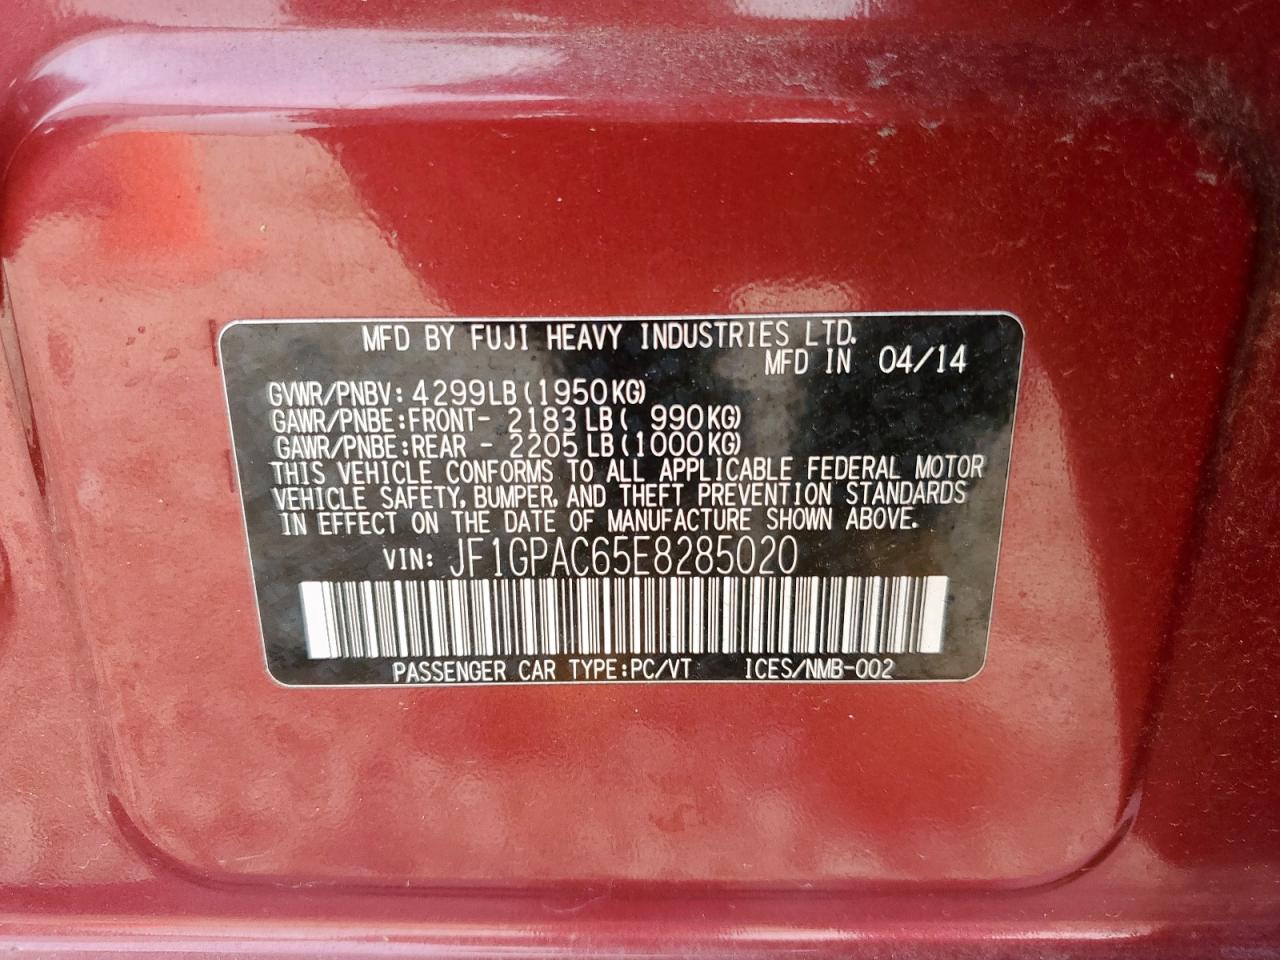 MFD BY FUJI HEAVY INDUSTRIES LTD.
MFD IN 04/14
GVWR/PNBV: 4299LB (1950KG)
GAWR/PNBE: FRONT- 2183 LB ( 990KG)
GAWR/PNBE: REAR - 2205 LB (1000KG)
THIS VEHICLE CONFORMS TO ALL APPLICABLE FEDERAL MOTOR
VEHICLE SAFETY, BUMPER, AND THEFT PREVENTION STANDARDS
IN EFFECT ON THE DATE OF MANUFACTURE SHOWN ABOVE.
VIN: JF1GPAC65E8285020
PASSENGER CAR TYPE:PC/VT ICES/NMB-002